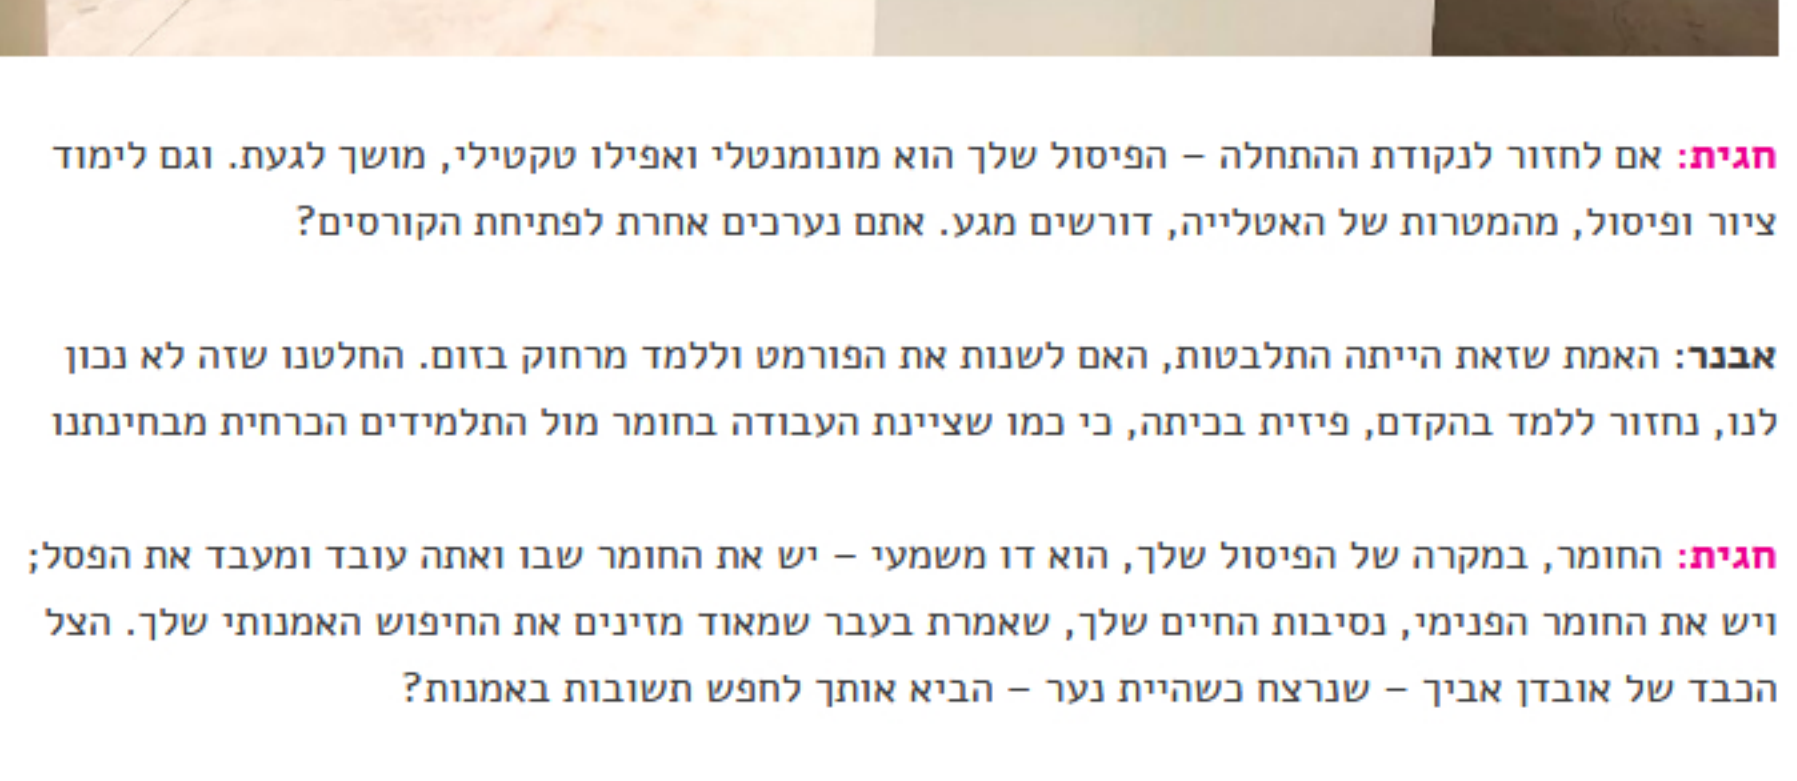 חגית: אם לחזור לנקודת ההתחלה – הפיסול שלך הוא מונומנטלי ואפילו טקטילי, מושך לגעת. וגם לימוד
ציור ופיסול, מהמטרות של האטלייה, דורשים מגע. אתם נערכים אחרת לפתיחת הקורסים?
אבנר: האמת שזאת הייתה התלבטות, האם לשנות את הפורמט וללמד מרחוק בזום. החלטנו שזה לא נכון
לנו, נחזור ללמד בהקדם, פיזית בכיתה, כי כמו שציינת העבודה בחומר מול התלמידים הכרחית מבחינתנו
חגית: החומר, במקרה של הפיסול שלך, הוא דו משמעי – יש את החומר שבו ואתה עובד ומעבד את הפסל;
ויש את החומר הפנימי, נסיבות החיים שלך, שאמרת בעבר שמאוד מזינים את החיפוש האמנותי שלך. הצל
הכבד של אובדן אביך – שנרצח כשהיית נער – הביא אותך לחפש תשובות באמנות?